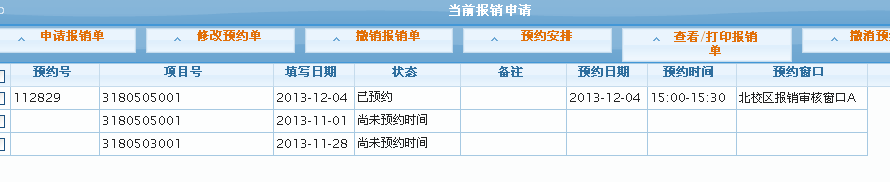 当前报销申请
申请报销单 修改预约单 撤销报销单 预约安排 查看/打印报销单 撤消预
预约号 项目号 填写日期 状态 备注 预约日期 预约时间 预约窗口
112829 3180505001 2013-12-04 已预约 2013-12-04 15:00-15:30 北校区报销审核窗口A
3180505001 2013-11-01 尚未预约时间
3180503001 2013-11-28 尚未预约时间